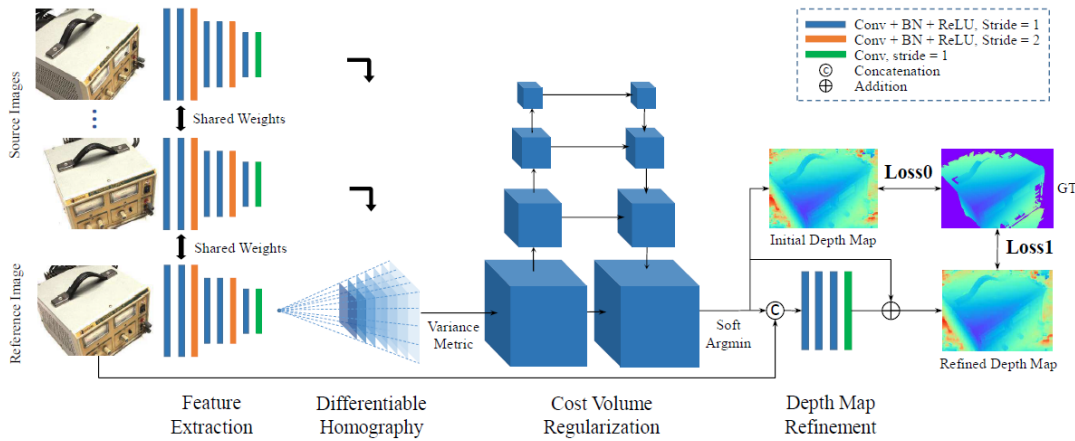 Source Images
Reference Image
Shared Weights
Shared Weights
Conv + BN + ReLU, Stride = 1
Conv + BN + ReLU, Stride = 2
Conv, stride = 1
C Concatenation
Addition
Loss0
GT
Initial Depth Map
Loss1
Variance
Metric
Soft
Argmin
C
Refined Depth Map
Feature
Extraction
Differentiable
Homography
Cost Volume
Regularization
Depth Map
Refinement